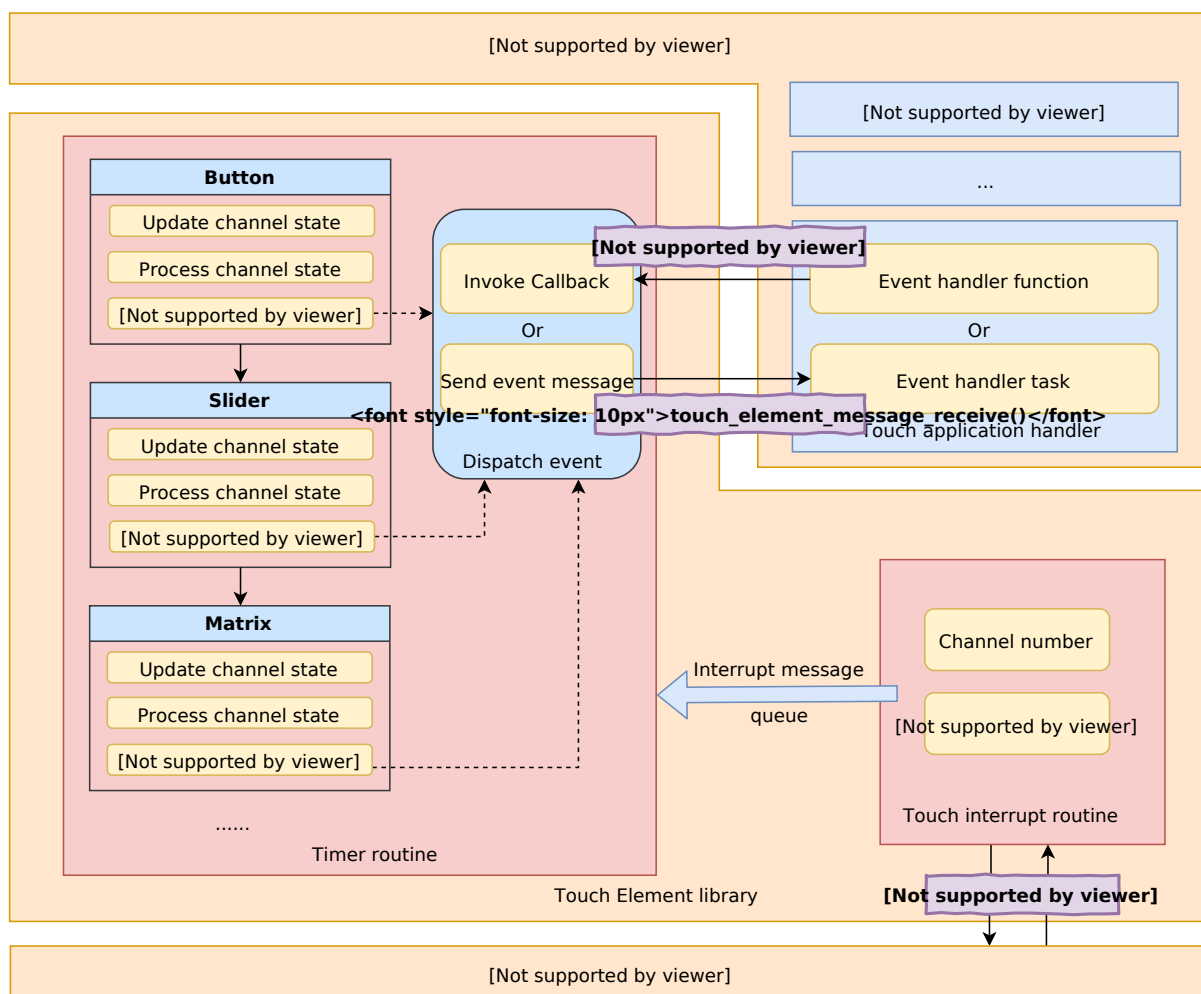 [Not supported by viewer]
[Not supported by viewer]
...
Button
Update channel state
Process channel state
[Not supported by viewer]
Slider
Update channel state
Process channel state
[Not supported by viewer]
Matrix
Update channel state
Process channel state
[Not supported by viewer]
......
Timer routine
Invoke Callback
Or
Send event message
Dispatch event
[Not supported by viewer]
<font style="font-size: 10px">touch_element_message_receive()</font>
Event handler function
Or
Event handler task
Touch application handler
Interrupt message
queue
Channel number
[Not supported by viewer]
Touch interrupt routine
[Not supported by viewer]
Touch Element library
[Not supported by viewer]